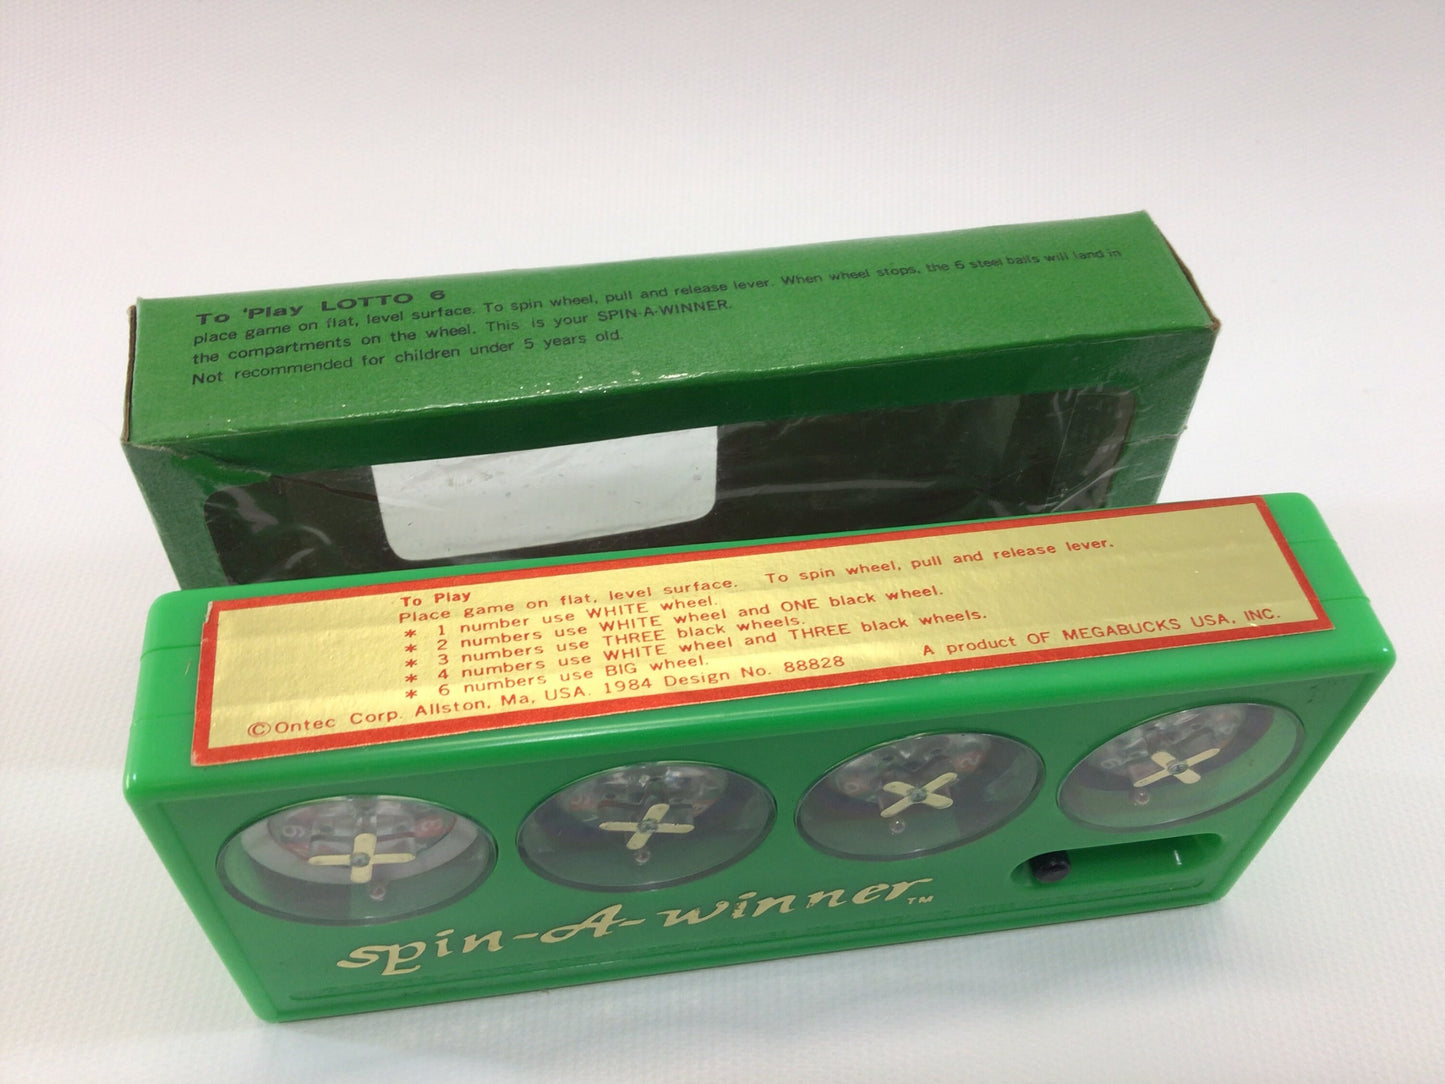 To 'Play LOTTO 6
place game on flat, level surface. To spin wheel, pull and release lever. When wheel stops, the 6 steel balls will land in
the compartments on the wheel. This is your SPIN-A-WINNER.
Not recommended for children under 5 years old.
To Play
Place game on flat, level surface. To spin wheel, pull and release lever.
* 1 number use WHITE wheel.
* 2 numbers use WHITE wheel and ONE black wheel.
* 3 numbers use THREE black wheels.
* 4 numbers use WHITE wheel and THREE black wheels.
* 6 numbers use BIG wheel.
©Ontec Corp. Allston, Ma, USA. 1984 Design No. 88828 A product OF MEGABUCKS USA, INC.
spin-A-winner™